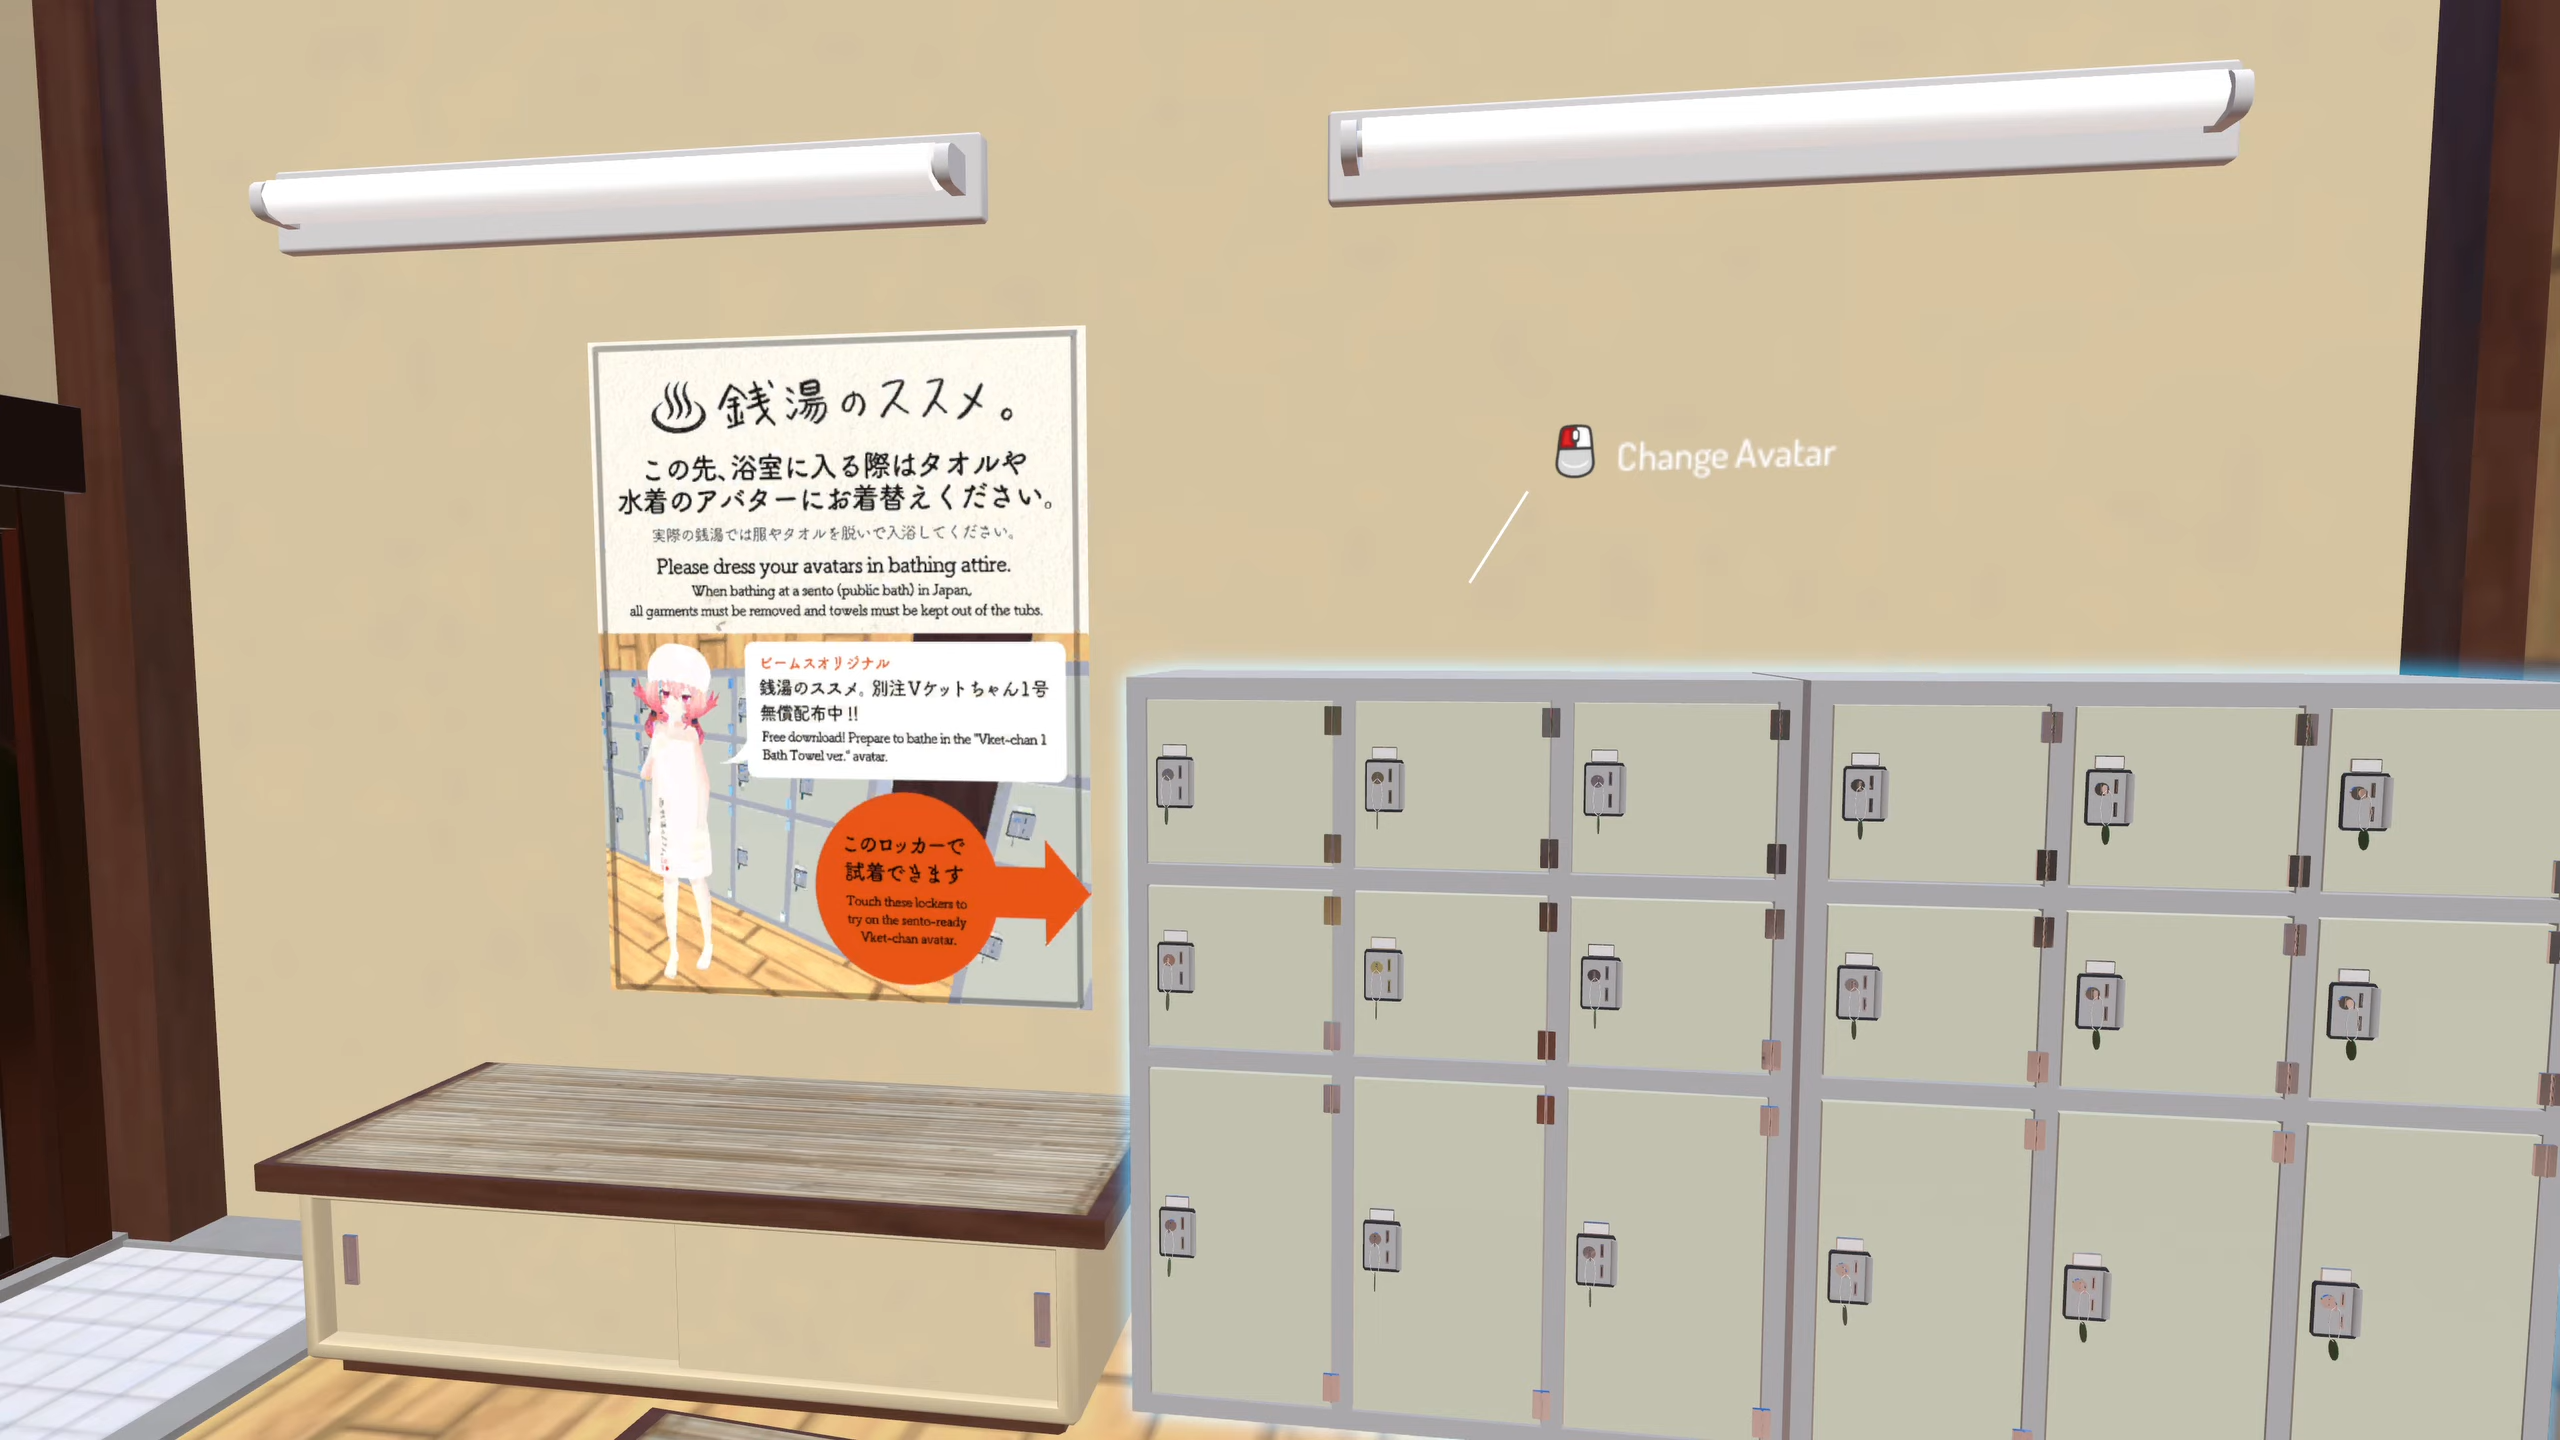 銭湯のススメ。
この先、浴室に入る際はタオルや
水着のアバターにお着替えください。
実際の銭湯では服やタオルを脱いで入浴してください。
Please dress your avatars in bathing attire.
When bathing at a sento (public bath) in Japan,
all garments must be removed and towels must be kept out of the tubs.
ビームスオリジナル
銭湯のススメ。別注Vケットちゃん1号
無償配布中!!
Free download! Prepare to bathe in the "Vket-chan 1
Bath Towel ver." avatar.
このロッカーで
試着できます
Touch these lockers to
try on the sento-ready
Vket-chan avatar.
Change Avatar